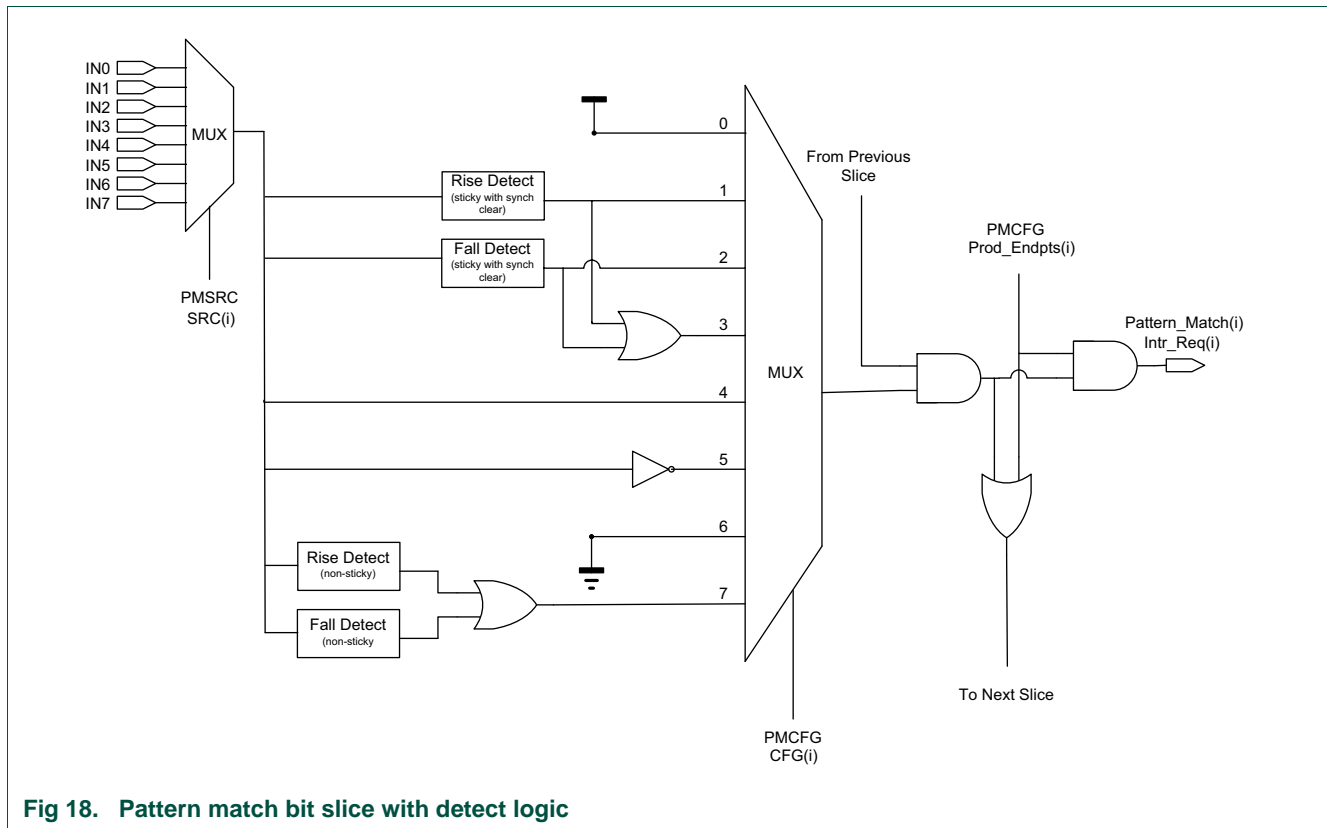 IN0
IN1
IN2
IN3
IN4
IN5
IN6
IN7
MUX
PMSRC
SRC(i)
Rise Detect
(sticky with synch
clear)
Fall Detect
(sticky with synch
clear)
Rise Detect
(non-sticky)
Fall Detect
(non-sticky
0
1
2
3
4
5
6
7
MUX
PMCFG
CFG(i)
From Previous
Slice
PMCFG
Prod_Endpts(i)
Pattern_Match(i)
Intr_Req(i)
To Next Slice
Fig 18. Pattern match bit slice with detect logic